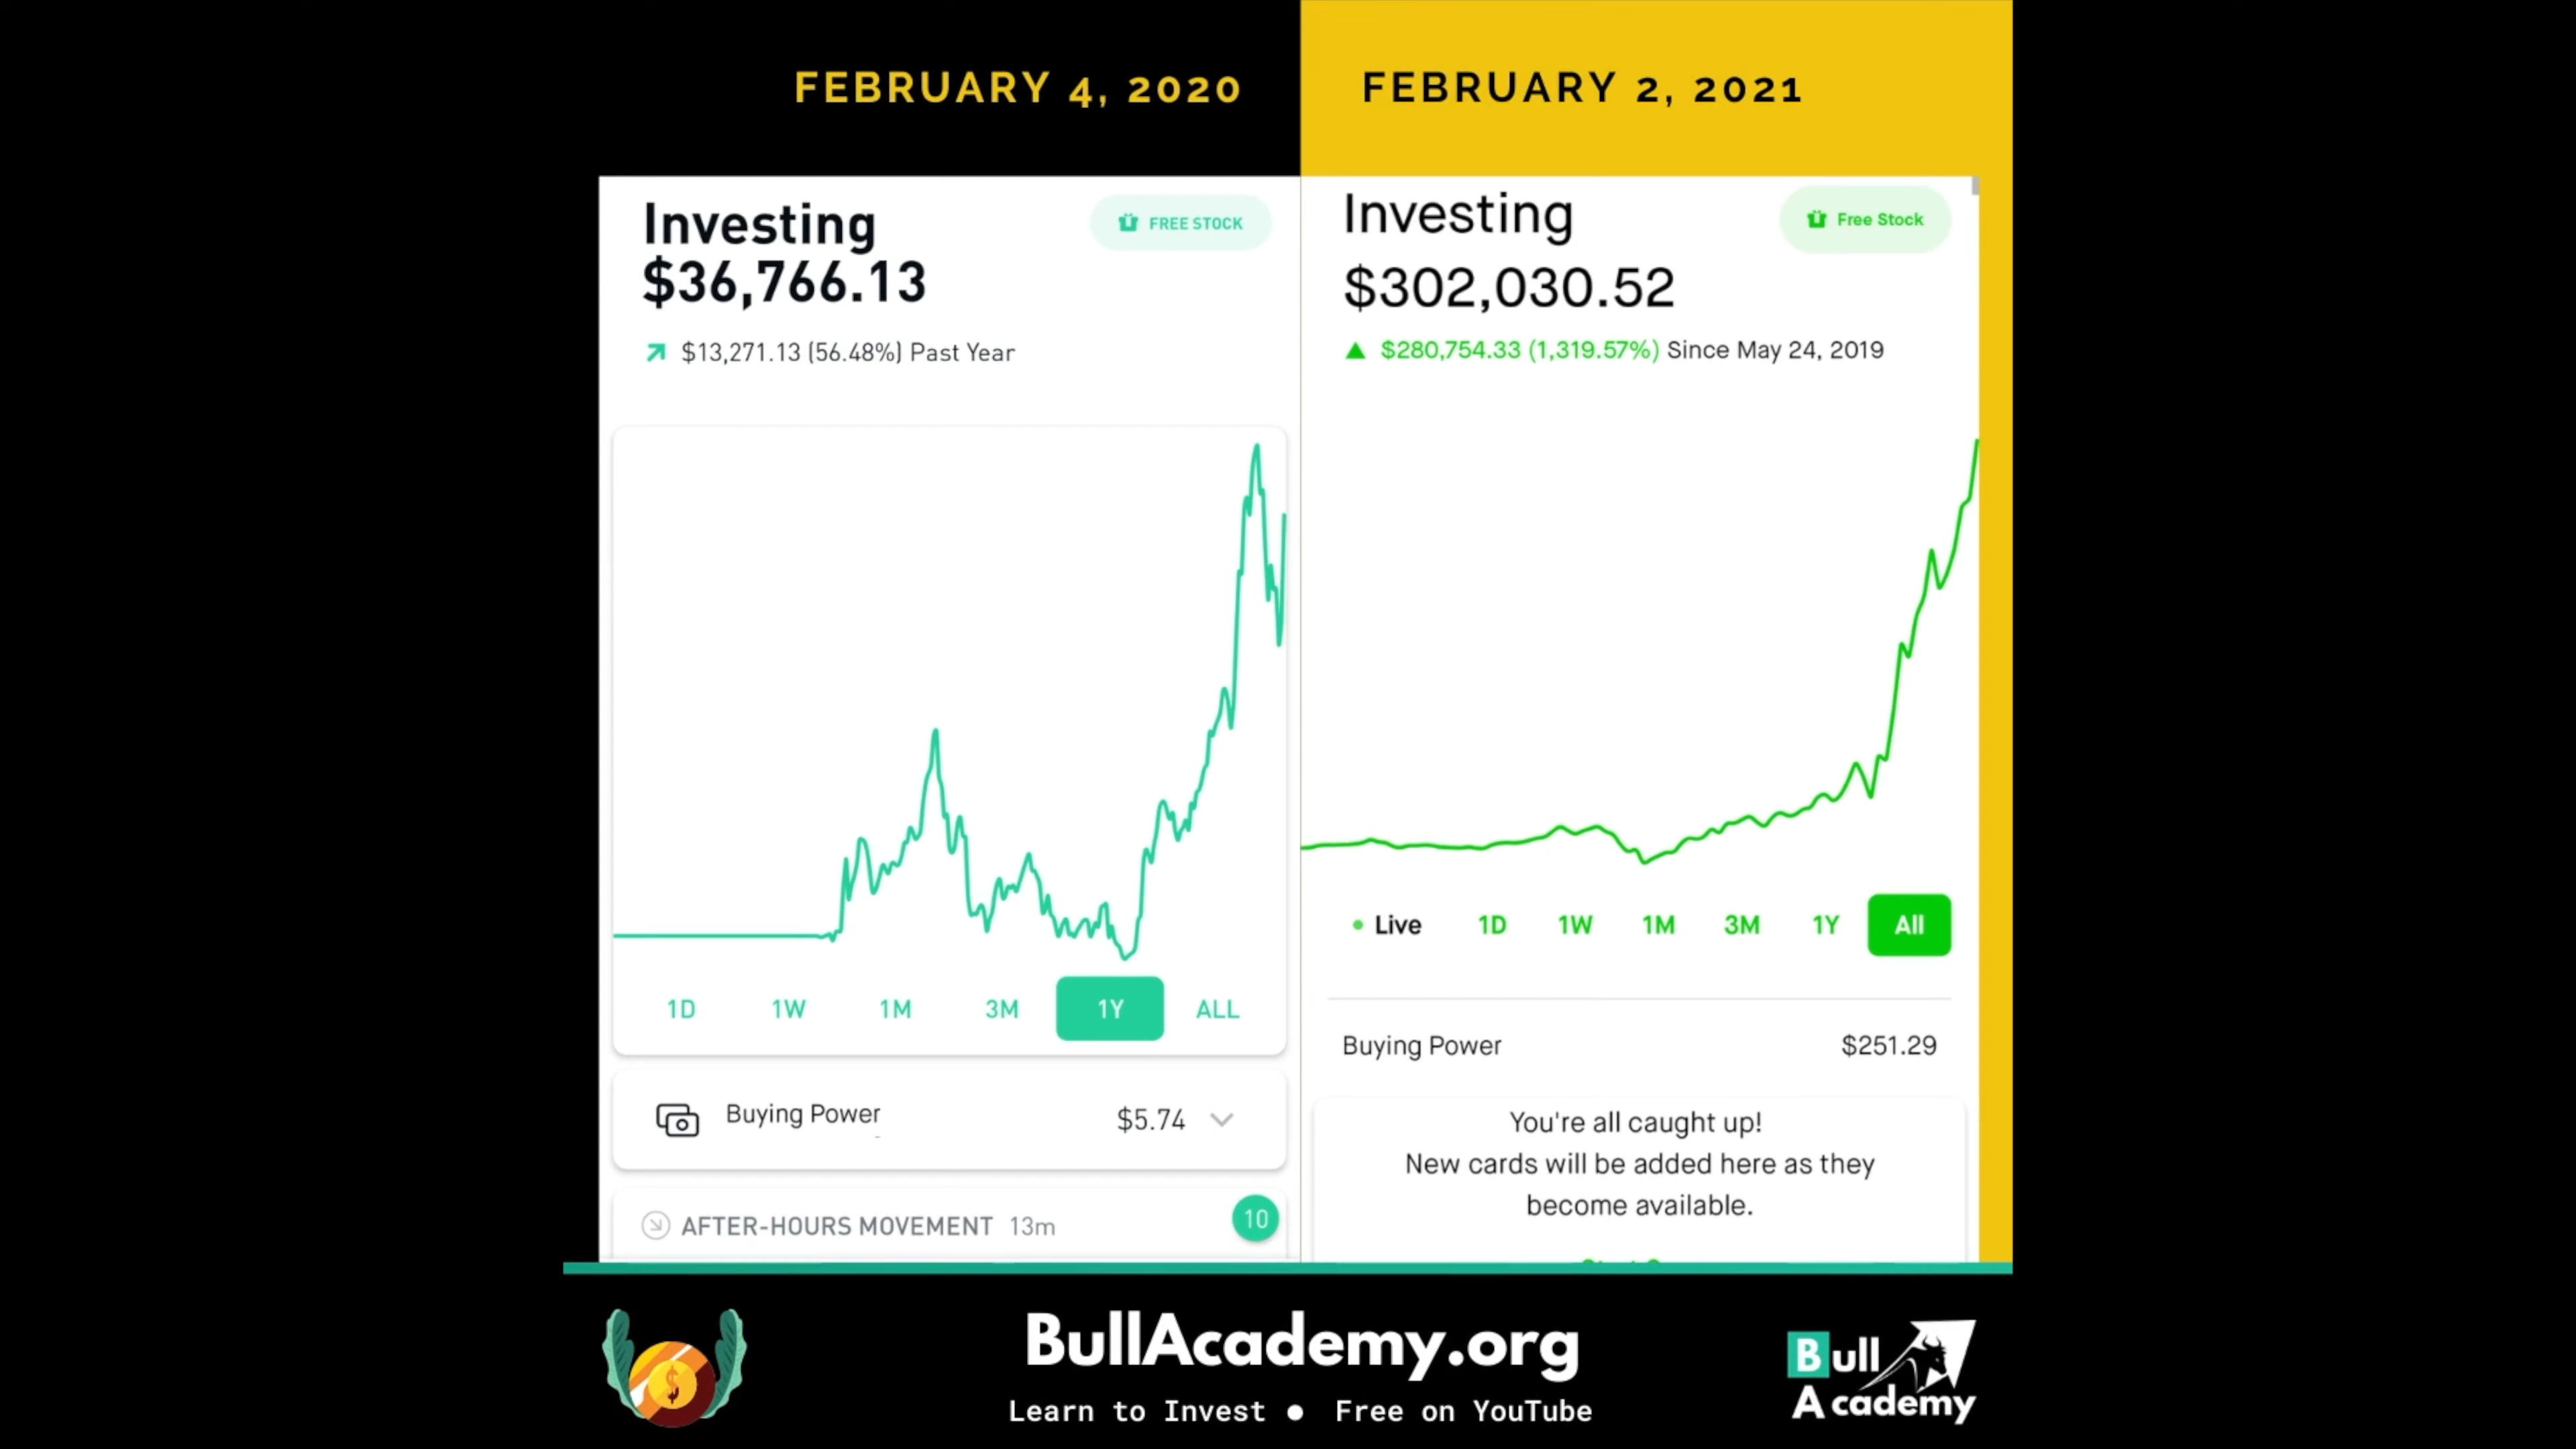 FEBRUARY 4, 2020
Investing
$36,766.13
FREE STOCK
$13,271.13 (56.48%) Past Year
1D 1W 1M 3M 1Y ALL
Buying Power $5.74
AFTER-HOURS MOVEMENT 13m
10
FEBRUARY 2, 2021
Investing
$302,030.52
Free Stock
$280,754.33 (1,319.57%) Since May 24, 2019
Live 1D 1W 1M 3M 1Y All
Buying Power $251.29
You're all caught up!
New cards will be added here as they
become available.
BullAcademy.org
Learn to Invest ● Free on YouTube
Bull
Academy